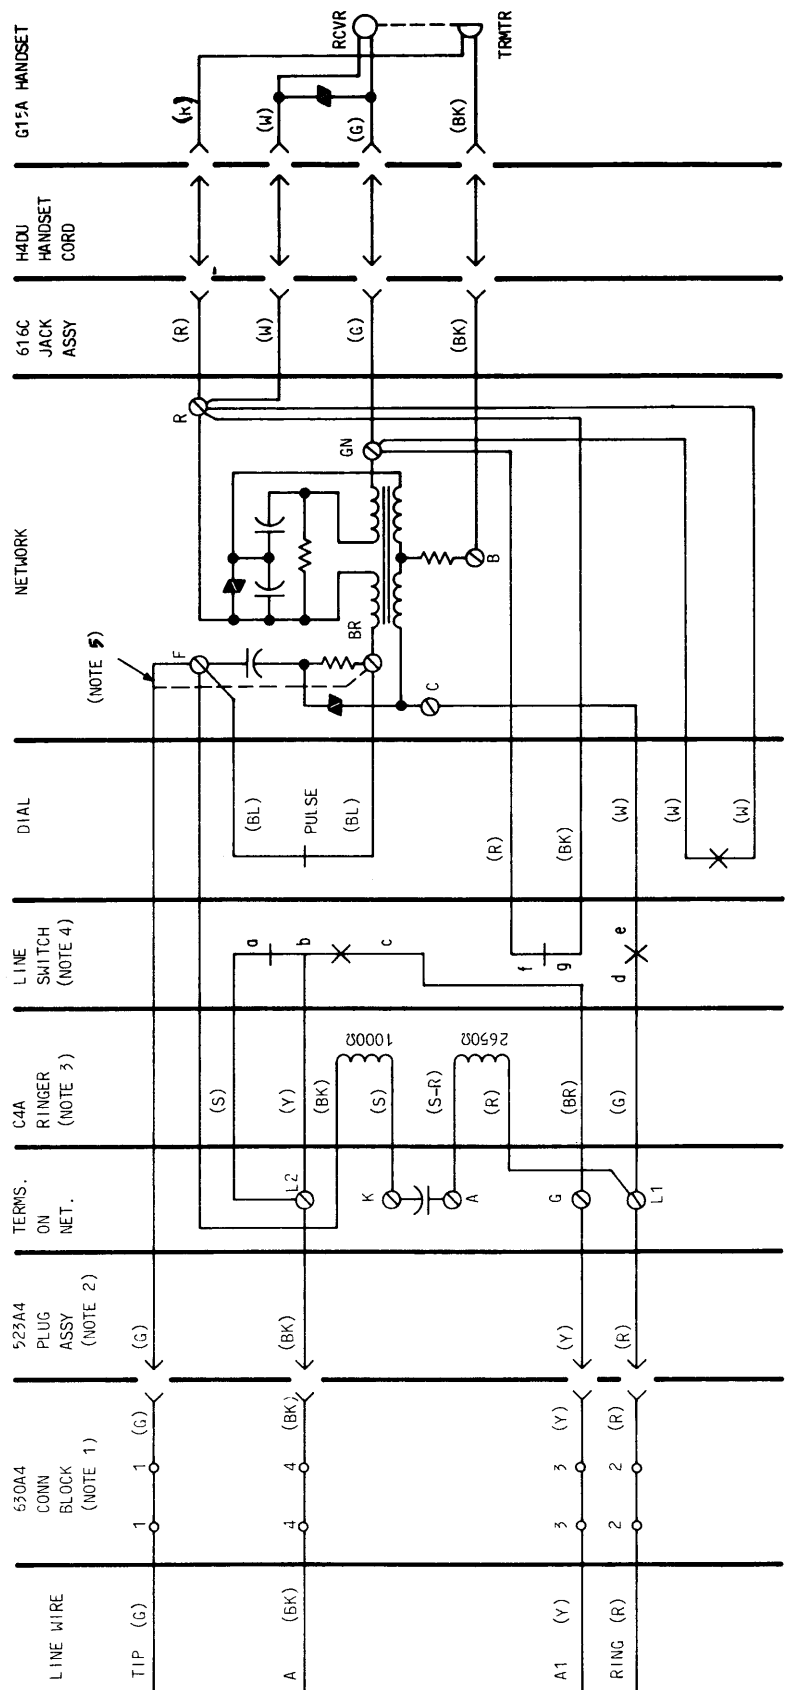 LINE WIRE
630A4
CONN
BLOCK
(NOTE 1)
523A4
PLUG
ASSY
(NOTE 2)
TERMS.
ON
NET.
C4A
RINGER
(NOTE 3)
LINE
SWITCH
(NOTE 4)
DIAL
NETWORK
616C
JACK
ASSY
H4DU
HANDSET
CORD
G15A HANDSET
TIP (G)
1
1
(G)
(G)
(NOTE 5)
F
(R)
(R)
R
(S)
a
(BL)
PULSE
(BL)
(W)
(W)
A
(BK)
4
4
(BK)
(BK)
L2
(Y)
b
c
(BK)
1000Ω
(S)
K
BR
GN
(G)
(G)
RCVR
A
(S-R)
2650Ω
(R)
C
B
(BK)
(BK)
TRMTR
A1 (Y)
3
3
(Y)
(Y)
G
(BR)
f
g
(R)
(BK)
RING (R)
2
2
(R)
(R)
L1
(G)
d
e
(W)
(W)
(W)